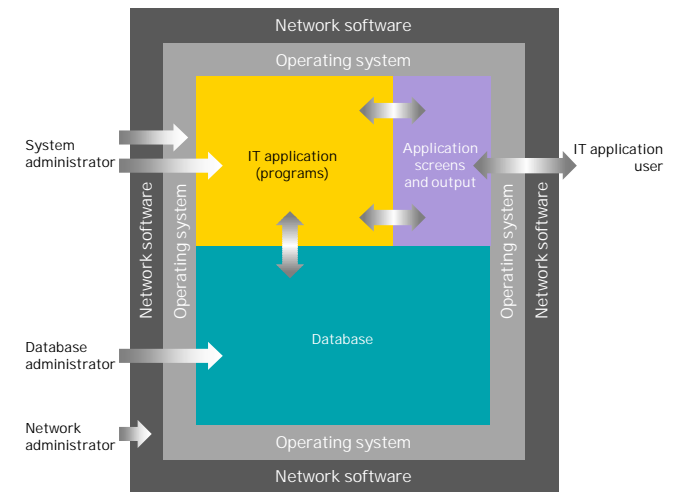 Network software
Operating system
System
administrator
IT application
(programs)
Application
screens
and output
IT application
user
Network software
Operating system
Operating system
Network software
Database
administrator
Database
Network
administrator
Operating system
Network software